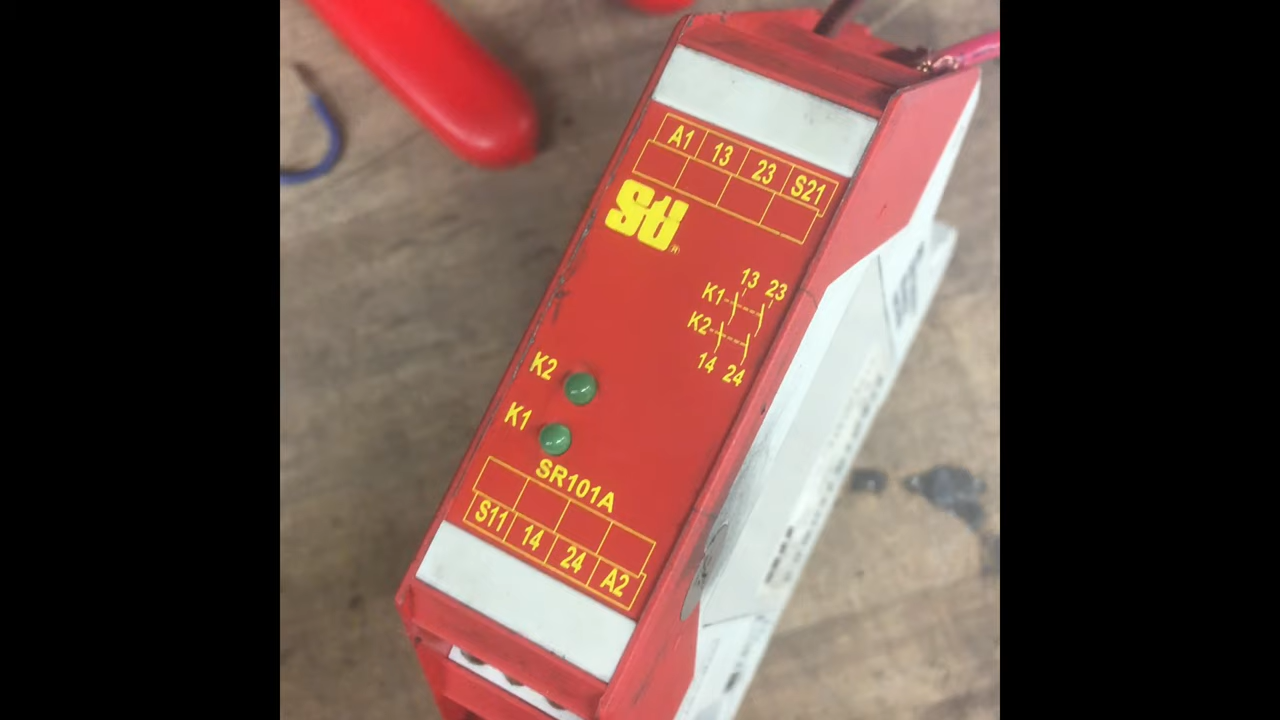 A1 13 23 S21
STI®
13 23
K1
K2
14 24
K2
K1
SR101A
S11 14 24 A2